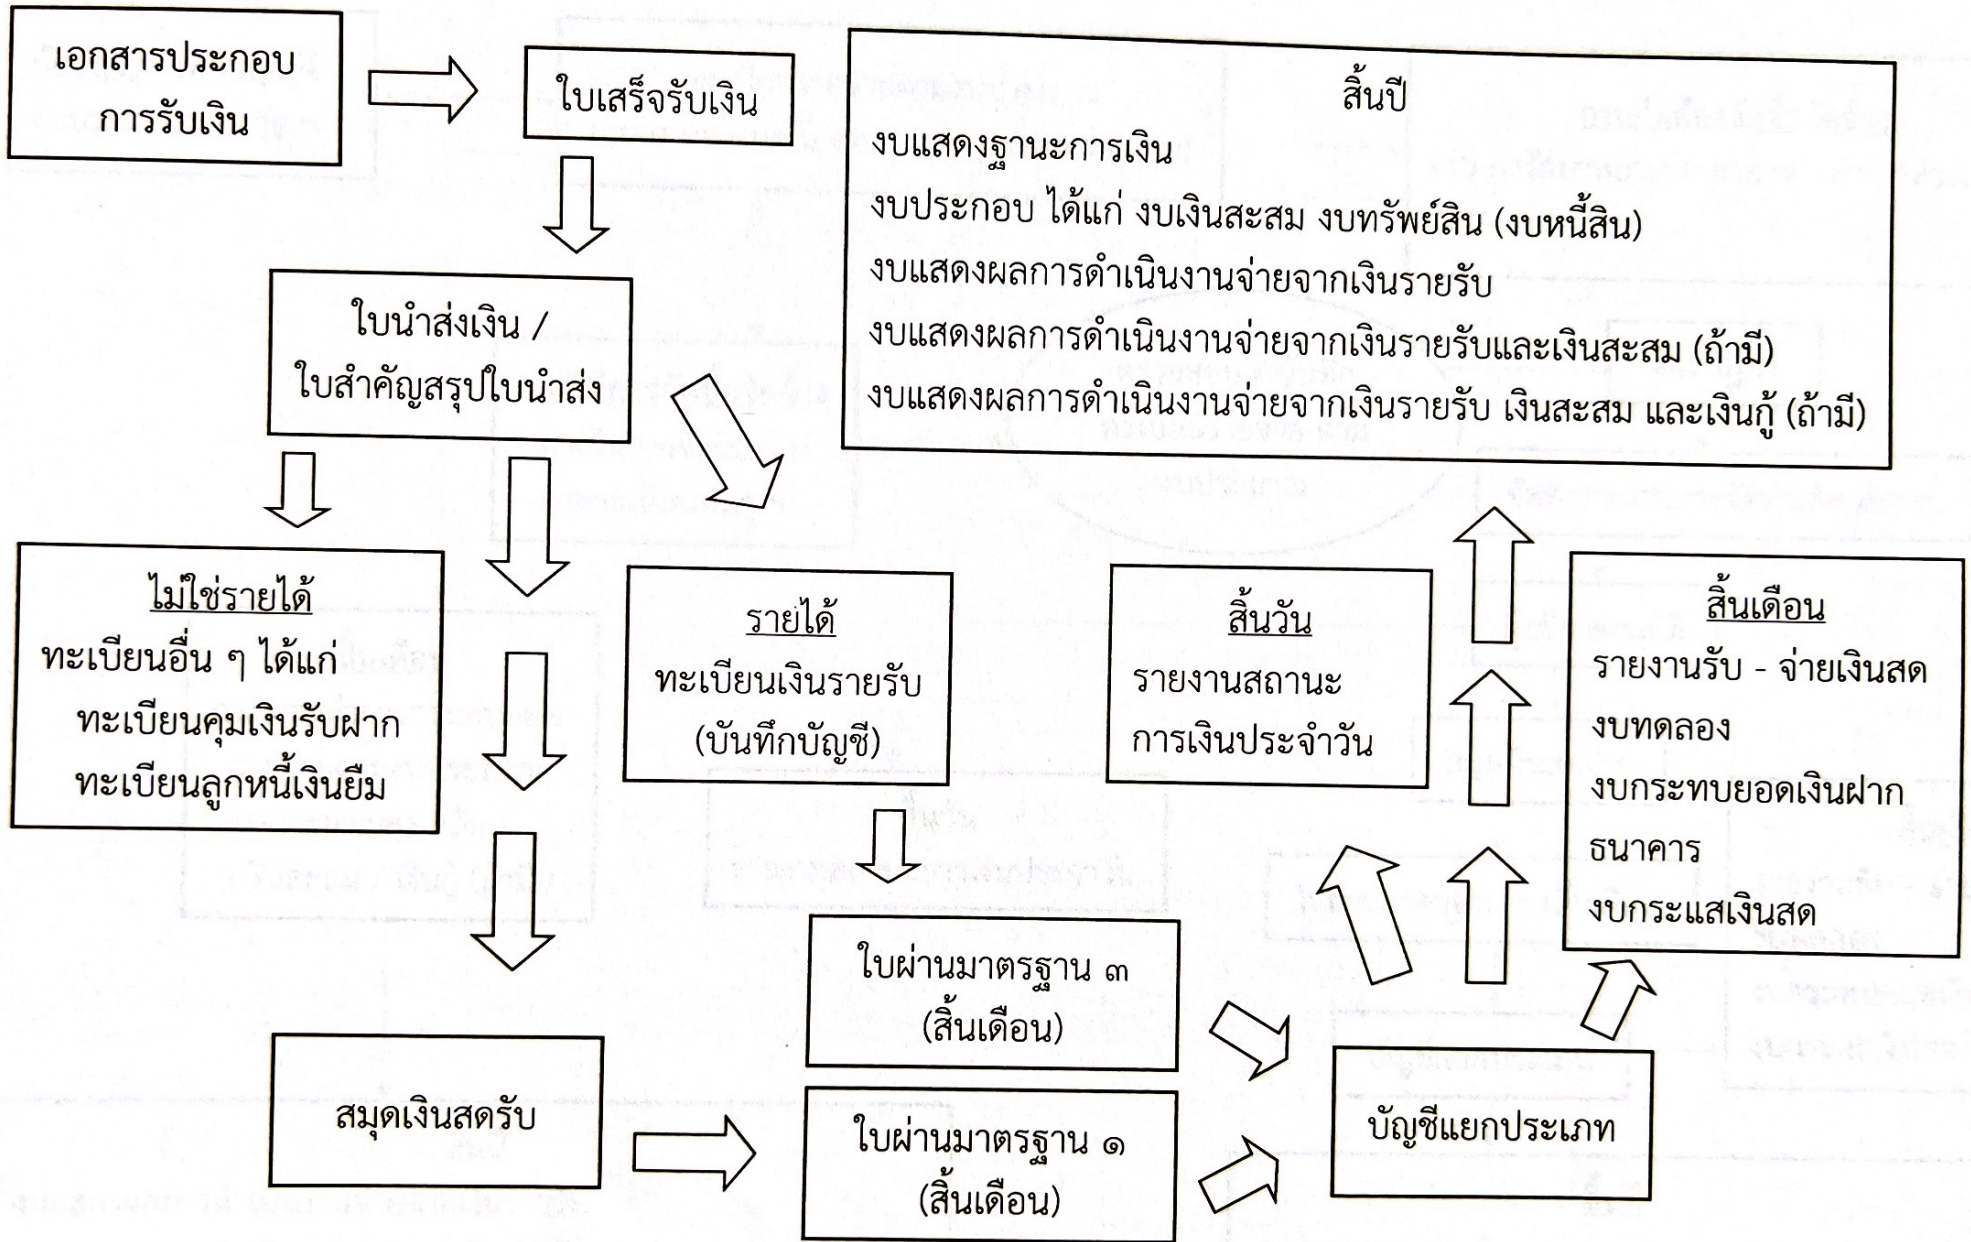 เอกสารประกอบ
การรับเงิน
ใบเสร็จรับเงิน
สิ้นปี
งบแสดงฐานะการเงิน
งบประกอบ ได้แก่ งบเงินสะสม งบทรัพย์สิน (งบหนี้สิน)
งบแสดงผลการดำเนินงานจ่ายจากเงินรายรับ
งบแสดงผลการดำเนินงานจ่ายจากเงินรายรับและเงินสะสม (ถ้ามี)
งบแสดงผลการดำเนินงานจ่ายจากเงินรายรับ เงินสะสม และเงินกู้ (ถ้ามี)
ใบนำส่งเงิน /
ใบสำคัญสรุปใบนำส่ง
ไม่ใช่รายได้
ทะเบียนอื่น ๆ ได้แก่
ทะเบียนคุมเงินรับฝาก
ทะเบียนลูกหนี้เงินยืม
รายได้
ทะเบียนเงินรายรับ
(บันทึกบัญชี)
สิ้นวัน
รายงานสถานะ
การเงินประจำวัน
สิ้นเดือน
รายงานรับ - จ่ายเงินสด
งบทดลอง
งบกระทบยอดเงินฝาก
ธนาคาร
งบกระแสเงินสด
ใบผ่านมาตรฐาน ๓
(สิ้นเดือน)
สมุดเงินสดรับ
ใบผ่านมาตรฐาน ๑
(สิ้นเดือน)
บัญชีแยกประเภท